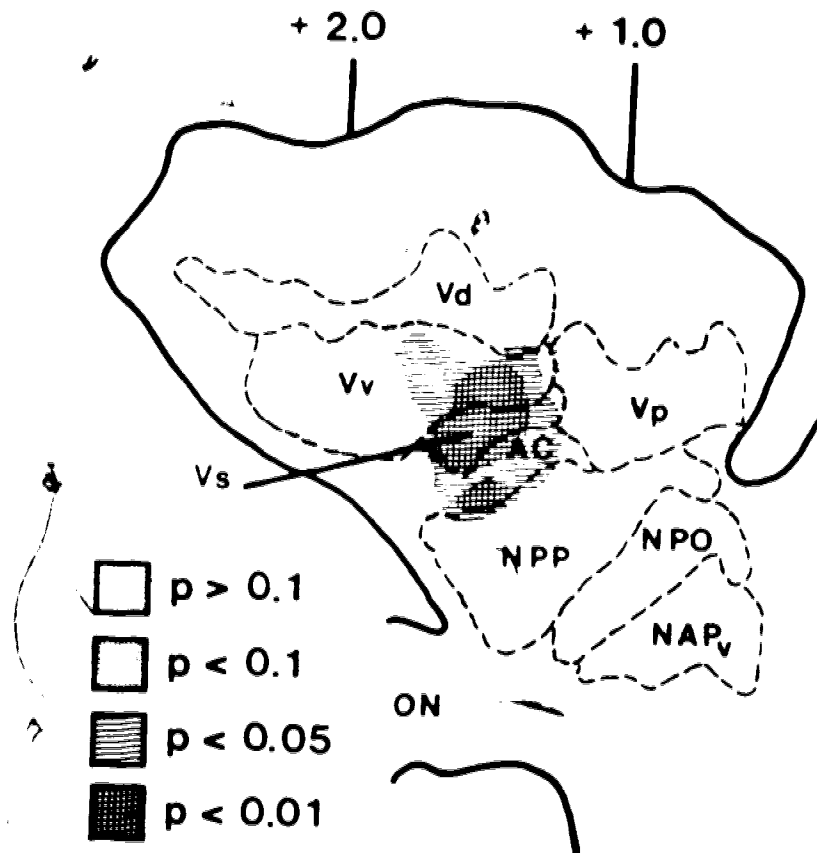 + 2.0
+ 1.0
Vd
Vv
Vp
AC
Vs
NPO
NPP
NAPv
ON
p > 0.1
p < 0.1
p < 0.05
p < 0.01